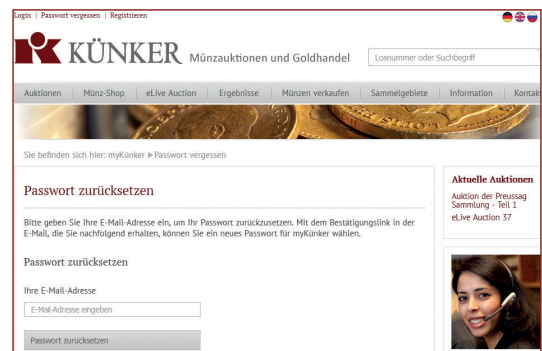 Login | Passwort vergessen | Registrieren
KÜNKER Münzauktionen und Goldhandel
Losnummer oder Suchbegriff
Auktionen Münz-Shop eLive Auction Ergebnisse Münzen verkaufen Sammelgebiete Information Kontakt
Sie befinden sich hier: myKünker ▶ Passwort vergessen
Passwort zurücksetzen
Bitte geben Sie Ihre E-Mail-Adresse ein, um Ihr Passwort zurückzusetzen. Mit dem Bestätigungslink in der
E-Mail, die Sie nachfolgend erhalten, können Sie ein neues Passwort für myKünker wählen.
Passwort zurücksetzen
Ihre E-Mail-Adresse
E-Mail-Adresse eingeben
Passwort zurücksetzen
Aktuelle Auktionen
Auktion der Preussag
Sammlung - Teil 1
eLive Auction 37